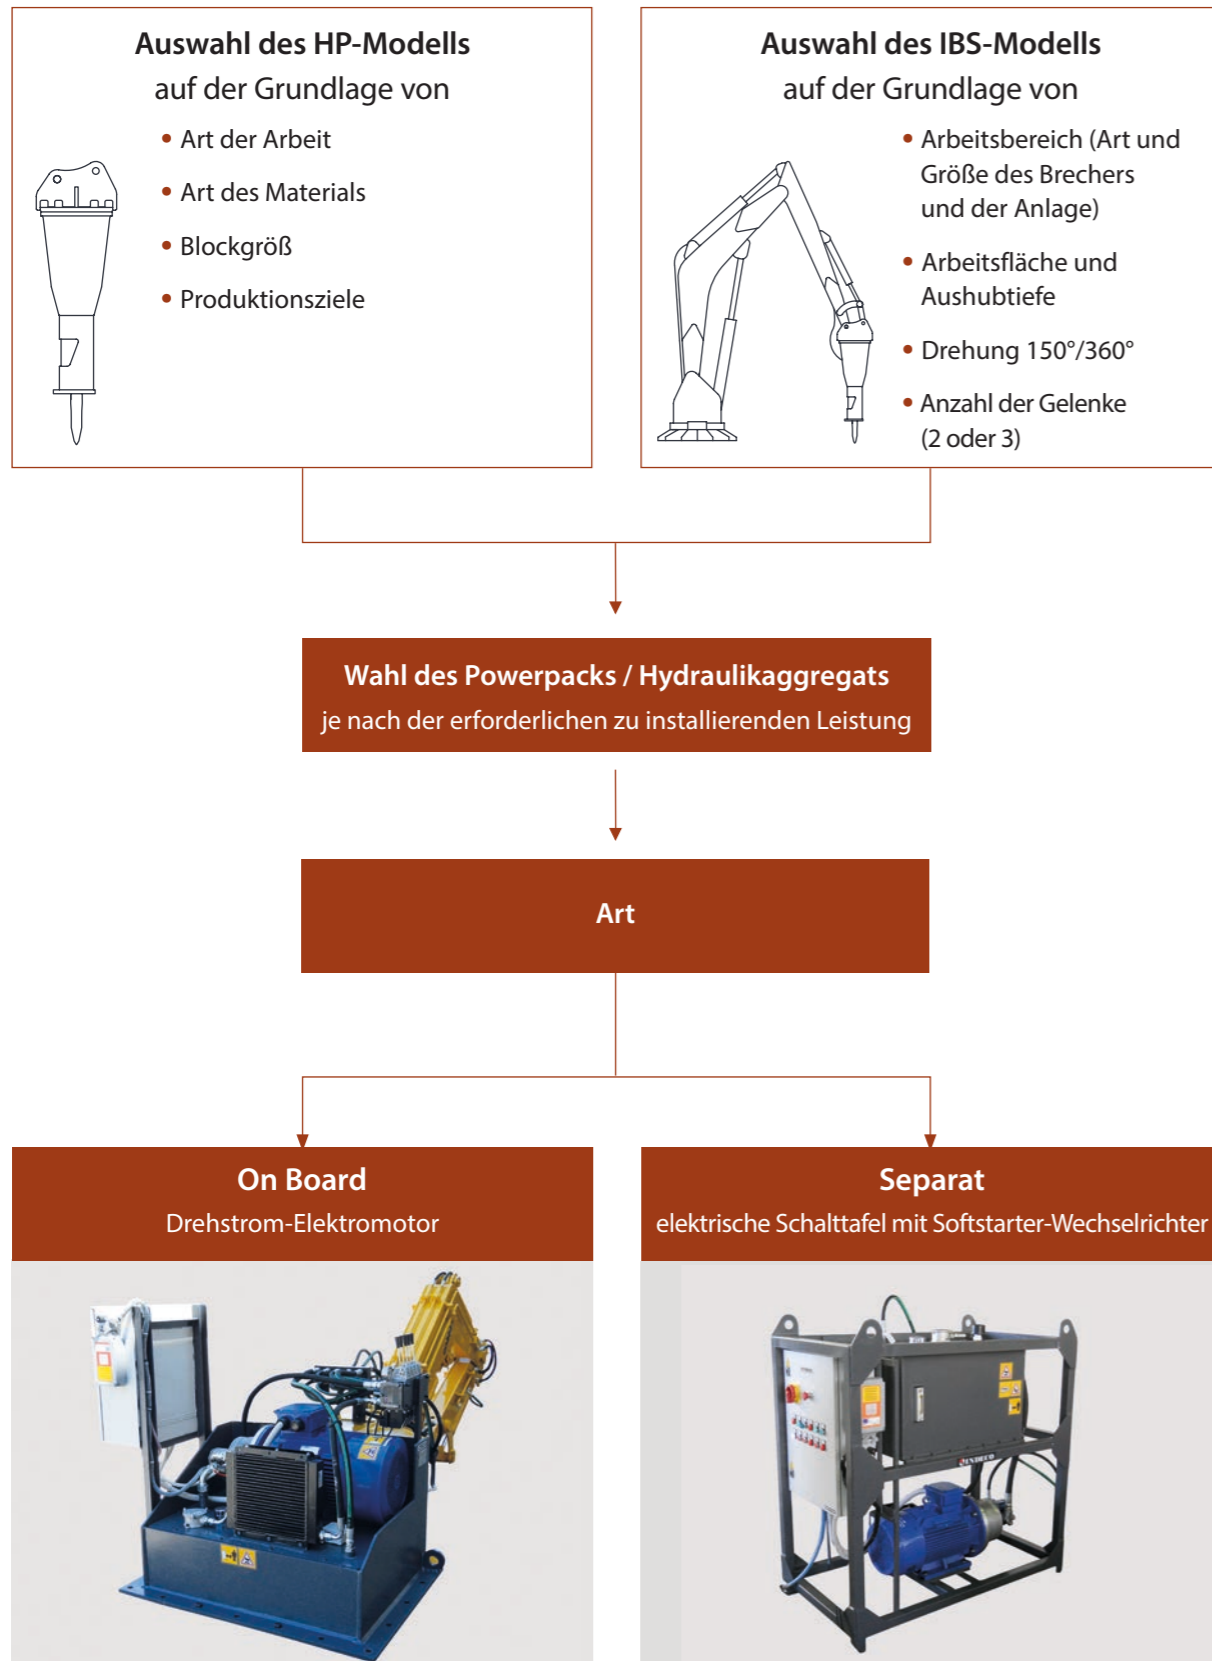 Auswahl des HP-Modells
auf der Grundlage von
• Art der Arbeit
• Art des Materials
• Blockgröß
• Produktionsziele
Auswahl des IBS-Modells
auf der Grundlage von
• Arbeitsbereich (Art und
Größe des Brechers
und der Anlage)
• Arbeitsfläche und
Aushubtiefe
• Drehung 150°/360°
• Anzahl der Gelenke
(2 oder 3)
Wahl des Powerpacks / Hydraulikaggregats
je nach der erforderlichen zu installierenden Leistung
Art
On Board
Drehstrom-Elektromotor
Separat
elektrische Schalttafel mit Softstarter-Wechselrichter
INDECO